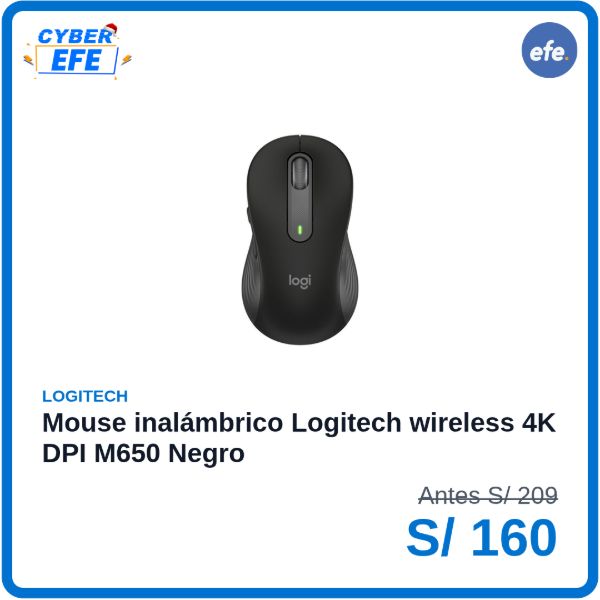 CYBER
EFE
efe.
logi
LOGITECH
Mouse inalámbrico Logitech wireless 4K
DPI M650 Negro
Antes S/ 209
S/ 160